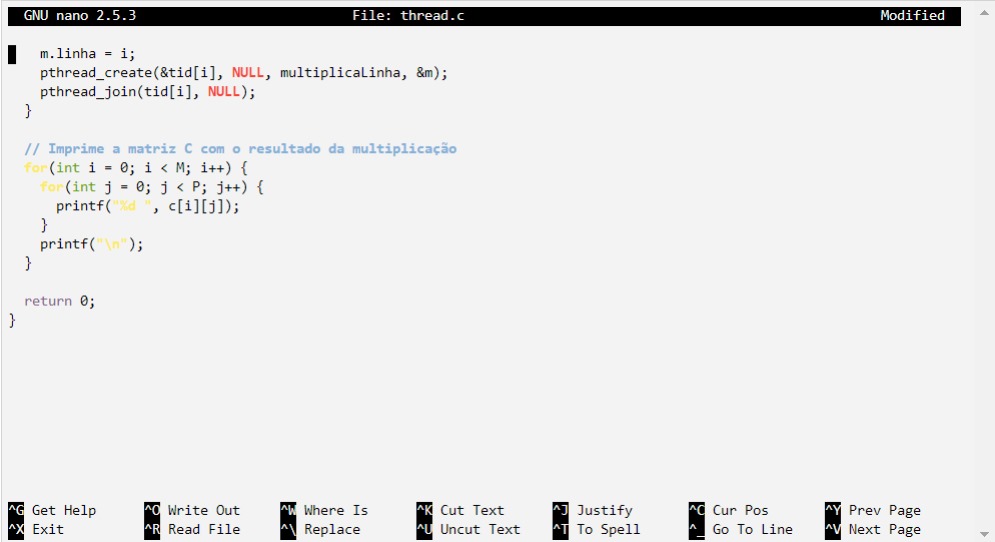 GNU nano 2.5.3 File: thread.c Modified
m.linha = i;
pthread_create(&tid[i], NULL, multiplicaLinha, &m);
pthread_join(tid[i], NULL);
}
// Imprime a matriz C com o resultado da multiplicação
for(int i = 0; i < M; i++) {
for(int j = 0; j < P; j++) {
printf("%d ", c[i][j]);
}
printf("\n");
}
return 0;
}
^G Get Help ^O Write Out ^W Where Is ^K Cut Text ^J Justify ^C Cur Pos ^Y Prev Page
^X Exit ^R Read File ^\ Replace ^U Uncut Text ^T To Spell ^_ Go To Line ^V Next Page